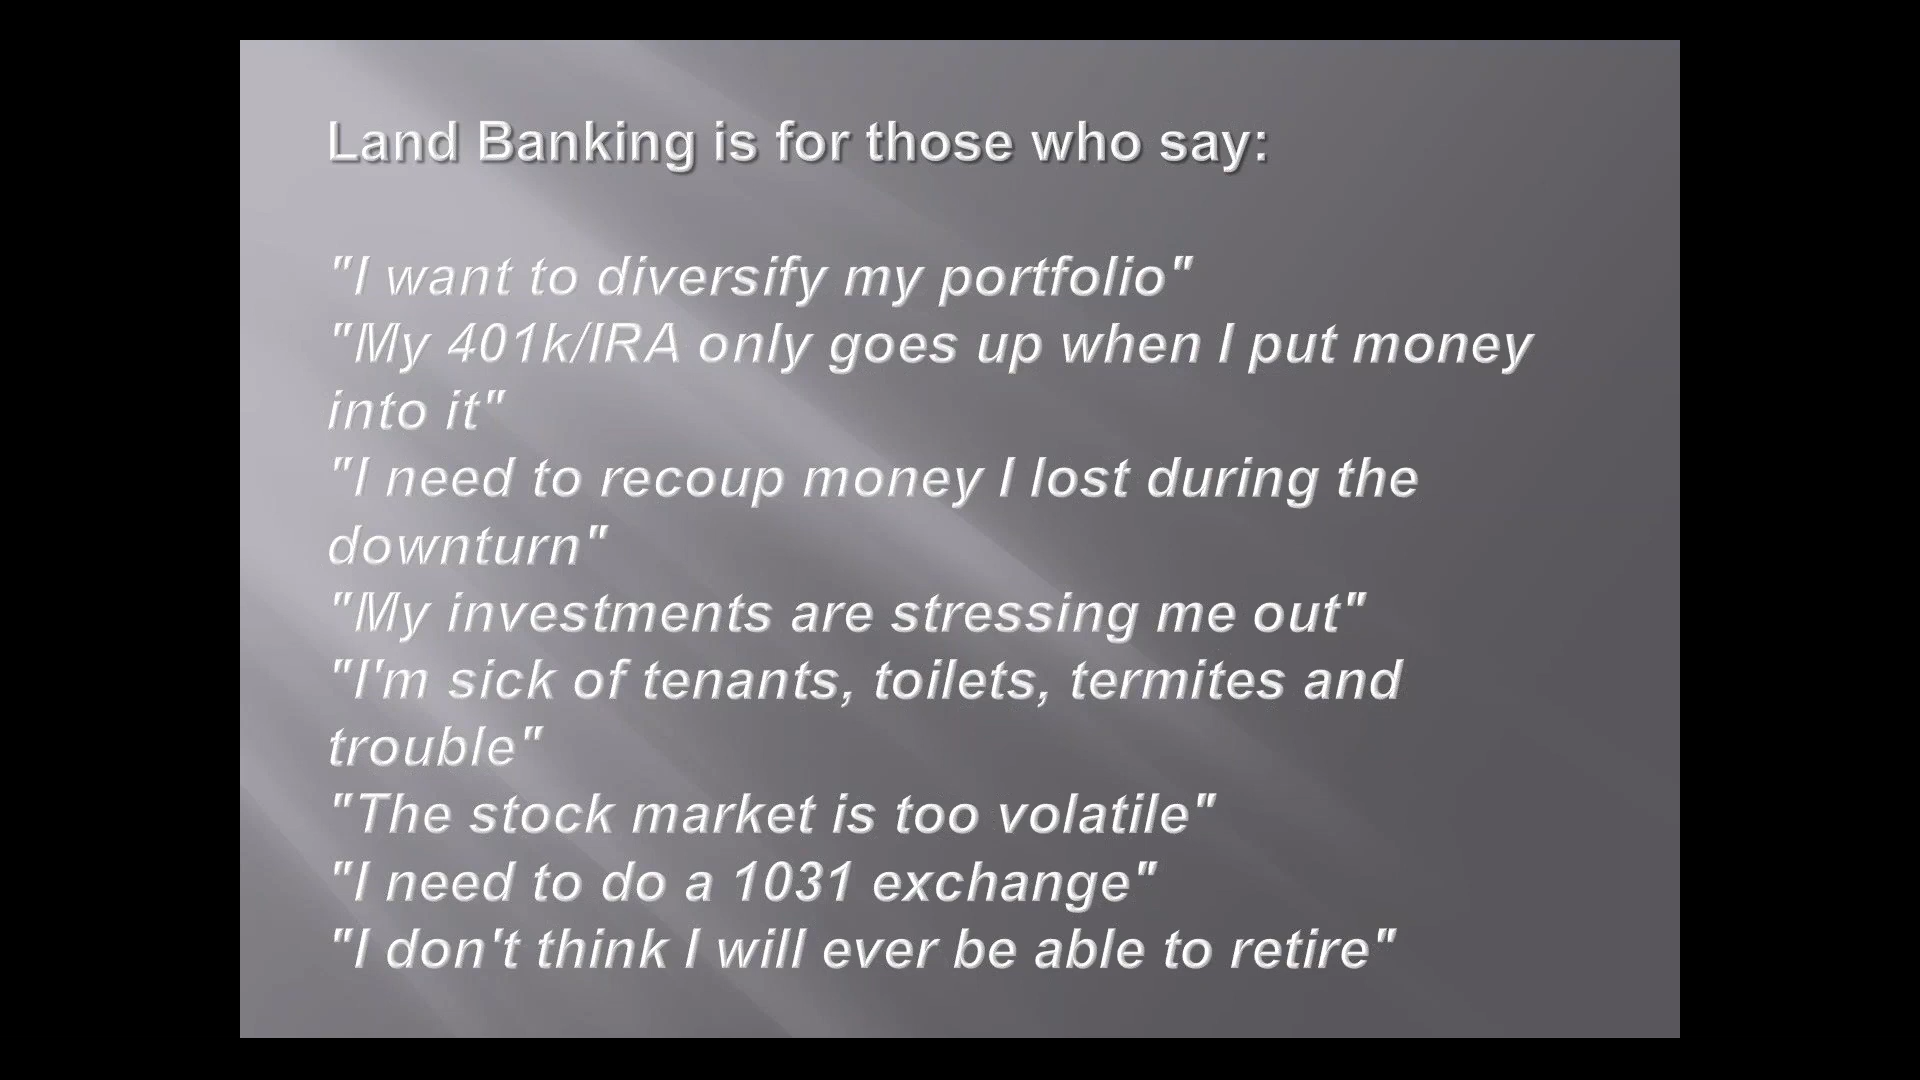 Land Banking is for those who say:
"I want to diversify my portfolio"
"My 401k/IRA only goes up when I put money
into it"
"I need to recoup money I lost during the
downturn"
"My investments are stressing me out"
"I'm sick of tenants, toilets, termites and
trouble"
"The stock market is too volatile"
"I need to do a 1031 exchange"
"I don't think I will ever be able to retire"